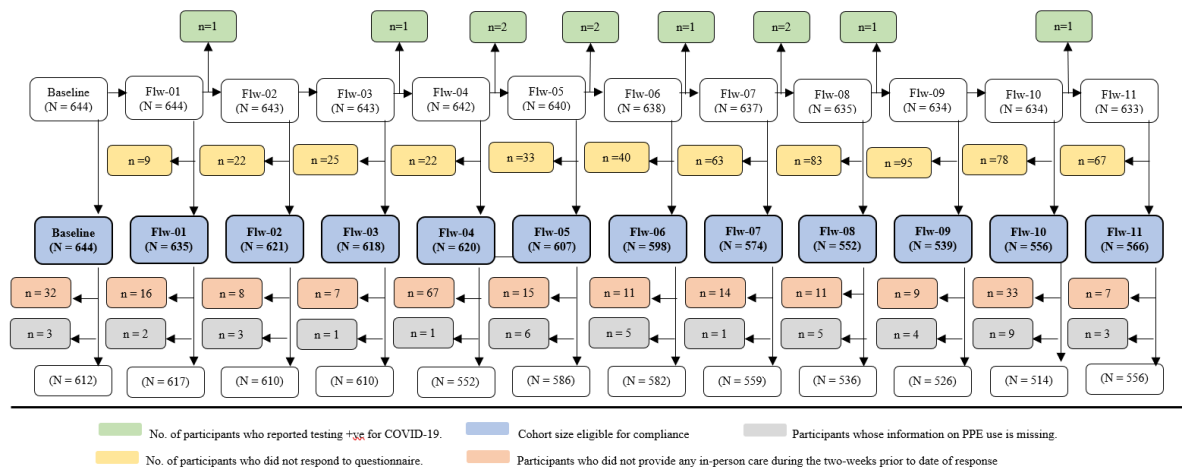 n=1 n=1 n=2 n=2 n=1 n=2 n=1 n=1
Baseline Flw-01 Flw-02 Flw-03 Flw-04 Flw-05 Flw-06 Flw-07 Flw-08 Flw-09 Flw-10 Flw-11
(N = 644) (N = 644) (N = 643) (N = 643) (N = 642) (N = 640) (N = 638) (N = 637) (N = 635) (N = 634) (N = 634) (N = 633)
n =9 n =22 n =25 n =22 n =33 n =40 n =63 n =83 n =95 n =78 n =67
Baseline Flw-01 Flw-02 Flw-03 Flw-04 Flw-05 Flw-06 Flw-07 Flw-08 Flw-09 Flw-10 Flw-11
(N = 644) (N = 635) (N = 621) (N = 618) (N = 620) (N = 607) (N = 598) (N = 574) (N = 552) (N = 539) (N = 556) (N = 566)
n = 32 n = 16 n = 8 n = 7 n = 67 n = 15 n = 11 n = 14 n = 11 n = 9 n = 33 n = 7
n = 3 n = 2 n = 3 n = 1 n = 1 n = 6 n = 5 n = 1 n = 5 n = 4 n = 9 n = 3
(N = 612) (N = 617) (N = 610) (N = 610) (N = 552) (N = 586) (N = 582) (N = 559) (N = 536) (N = 526) (N = 514) (N = 556)
No. of participants who reported testing +ve for COVID-19. Cohort size eligible for compliance Participants whose information on PPE use is missing.
No. of participants who did not respond to questionnaire. Participants who did not provide any in-person care during the two-weeks prior to date of response